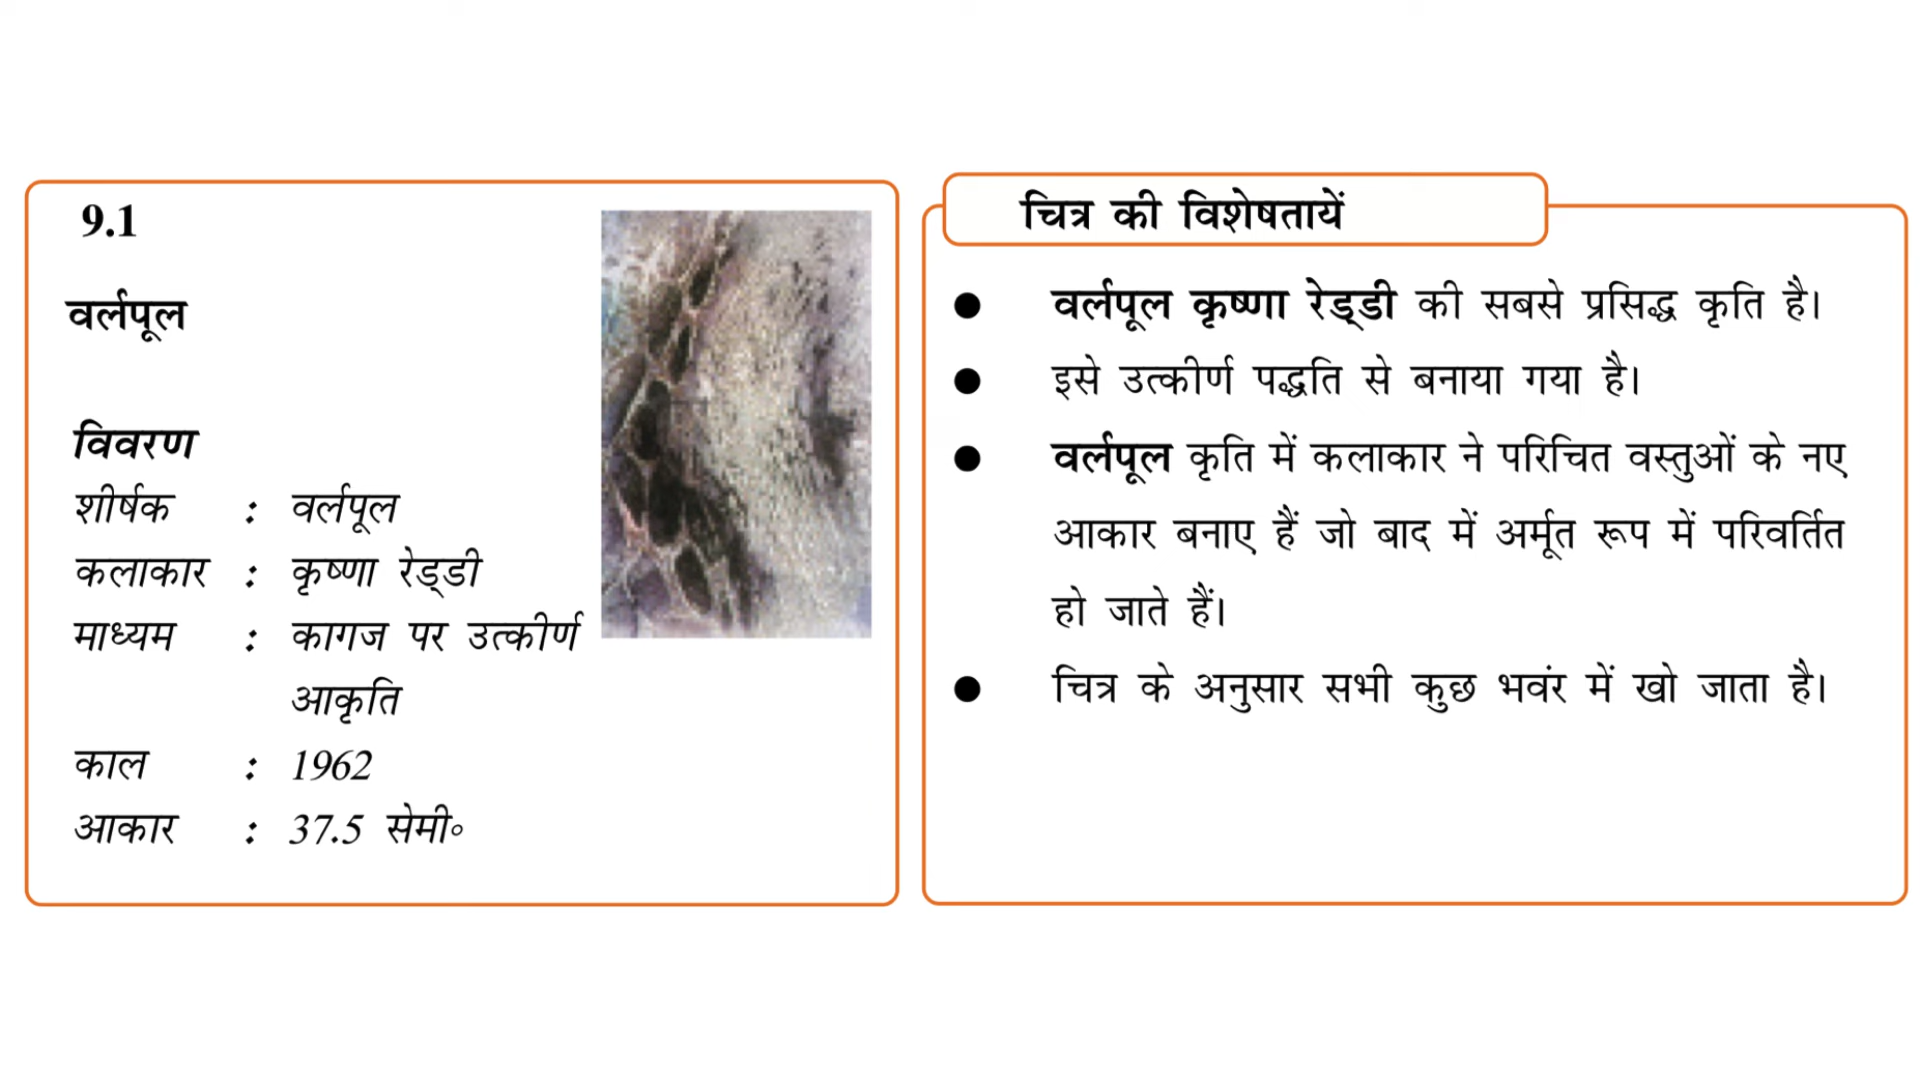 9.1
वर्लपूल
विवरण
शीर्षक : वर्लपूल
कलाकार : कृष्णा रेड्डी
माध्यम : कागज पर उत्कीर्ण
आकृति
काल : 1962
आकार : 37.5 सेमी॰
चित्र की विशेषतायें
● वर्लपूल कृष्णा रेड्डी की सबसे प्रसिद्ध कृति है।
● इसे उत्कीर्ण पद्धति से बनाया गया है।
● वर्लपूल कृति में कलाकार ने परिचित वस्तुओं के नए
आकार बनाए हैं जो बाद में अर्मूत रूप में परिवर्तित
हो जाते हैं।
● चित्र के अनुसार सभी कुछ भवंर में खो जाता है।